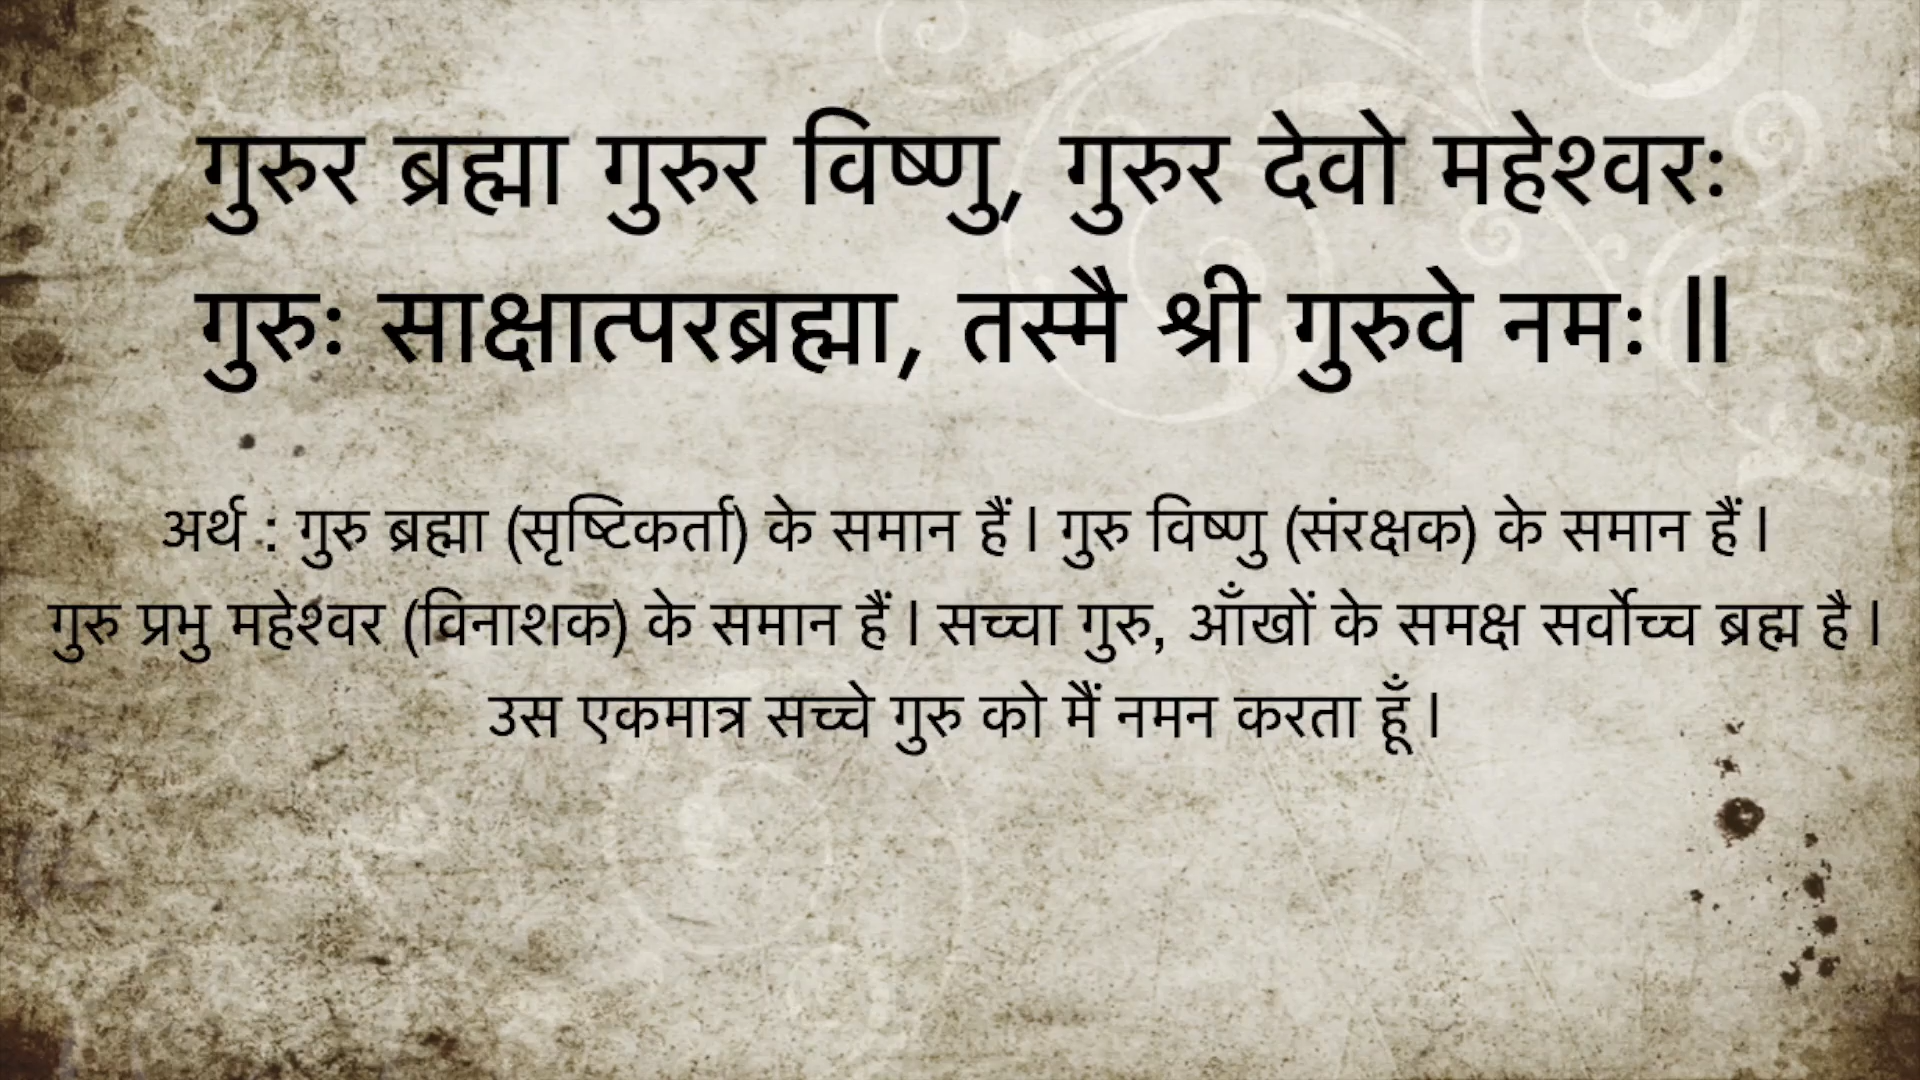 गुरुर ब्रह्मा गुरुर विष्णु, गुरुर देवो महेश्वरः
गुरुः साक्षात्परब्रह्मा, तस्मै श्री गुरुवे नमः ॥
अर्थ : गुरु ब्रह्मा (सृष्टिकर्ता) के समान हैं । गुरु विष्णु (संरक्षक) के समान हैं ।
गुरु प्रभु महेश्वर (विनाशक) के समान हैं । सच्चा गुरु, आँखों के समक्ष सर्वोच्च ब्रह्म है ।
उस एकमात्र सच्चे गुरु को मैं नमन करता हूँ ।